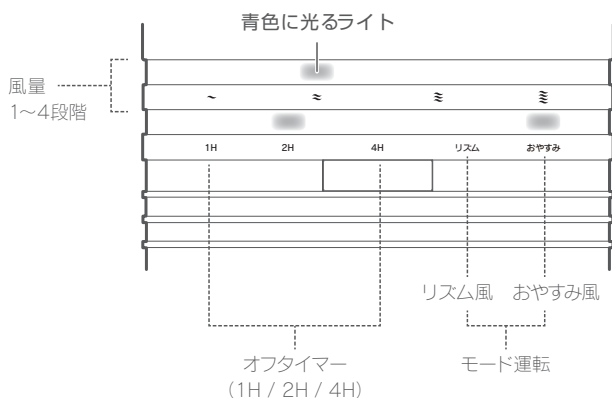 青色に光るライト
風量
1〜4段階
1H 2H 4H リズム おやすみ
リズム風 おやすみ風
オフタイマー
(1H / 2H / 4H)
モード運転